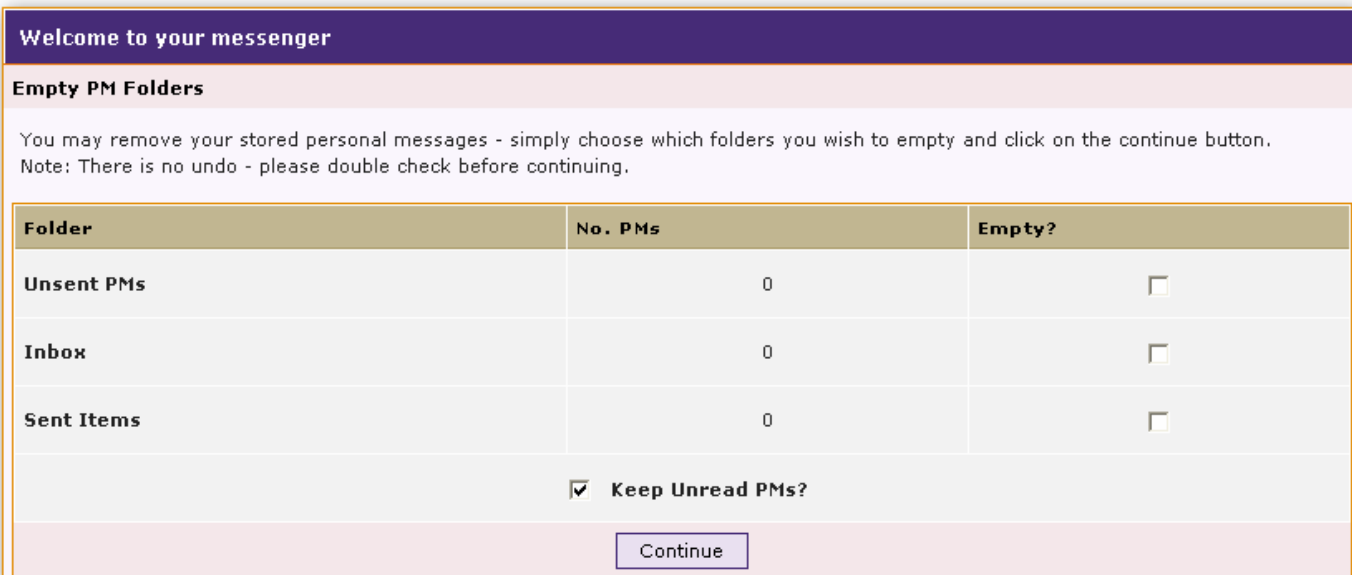 Welcome to your messenger
Empty PM Folders
You may remove your stored personal messages - simply choose which folders you wish to empty and click on the continue button.
Note: There is no undo - please double check before continuing.
Folder No. PMs Empty?
Unsent PMs 0
Inbox 0
Sent Items 0
Keep Unread PMs?
Continue